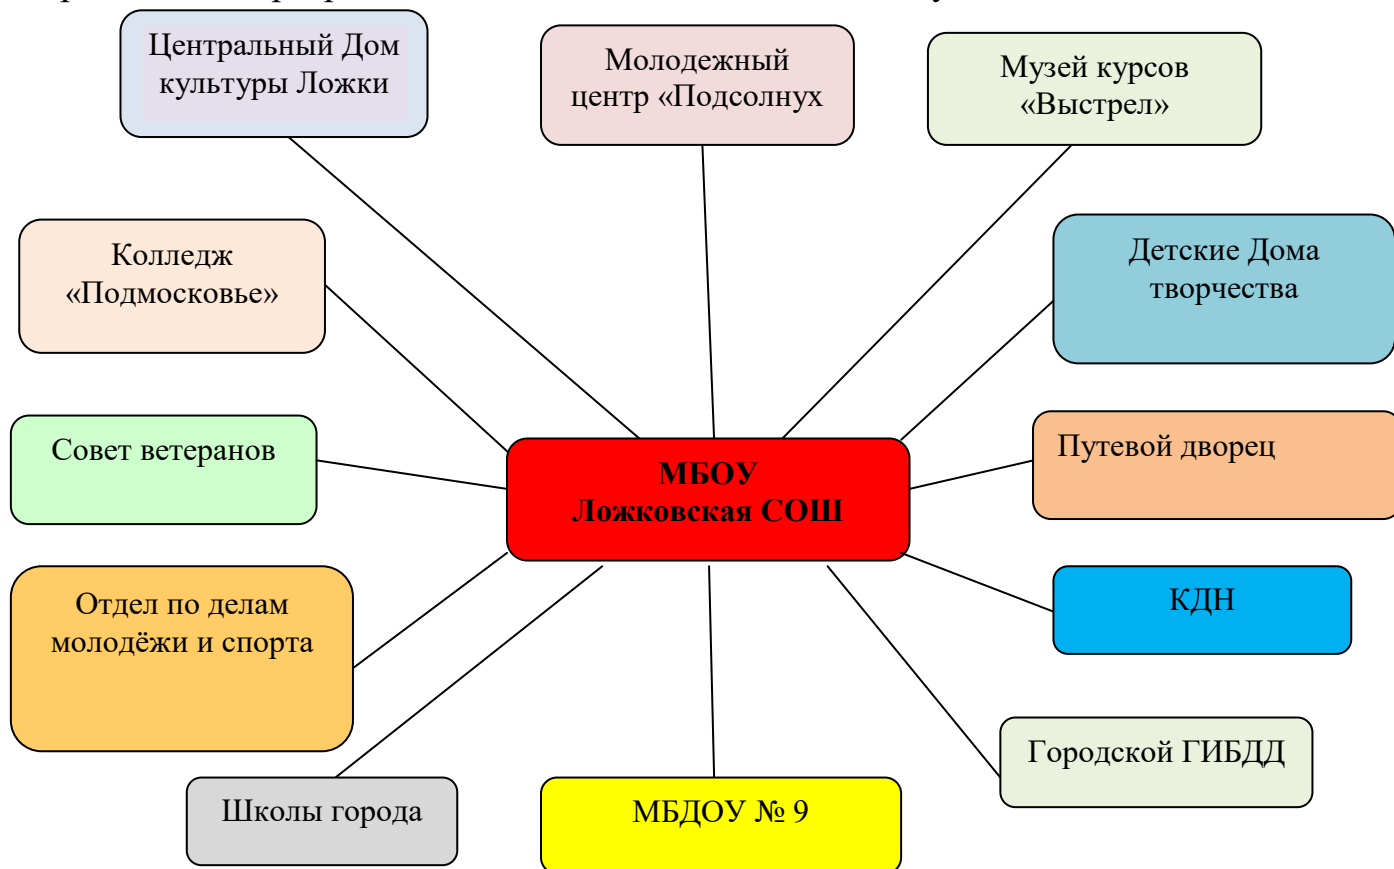 Центральный Дом
культуры Ложки
Молодежный
центр «Подсолнух
Музей курсов
«Выстрел»
Колледж
«Подмосковье»
Детские Дома
творчества
Совет ветеранов
МБОУ
Ложковская СОШ
Путевой дворец
Отдел по делам
молодёжи и спорта
КДН
Городской ГИБДД
Школы города
МБДОУ № 9